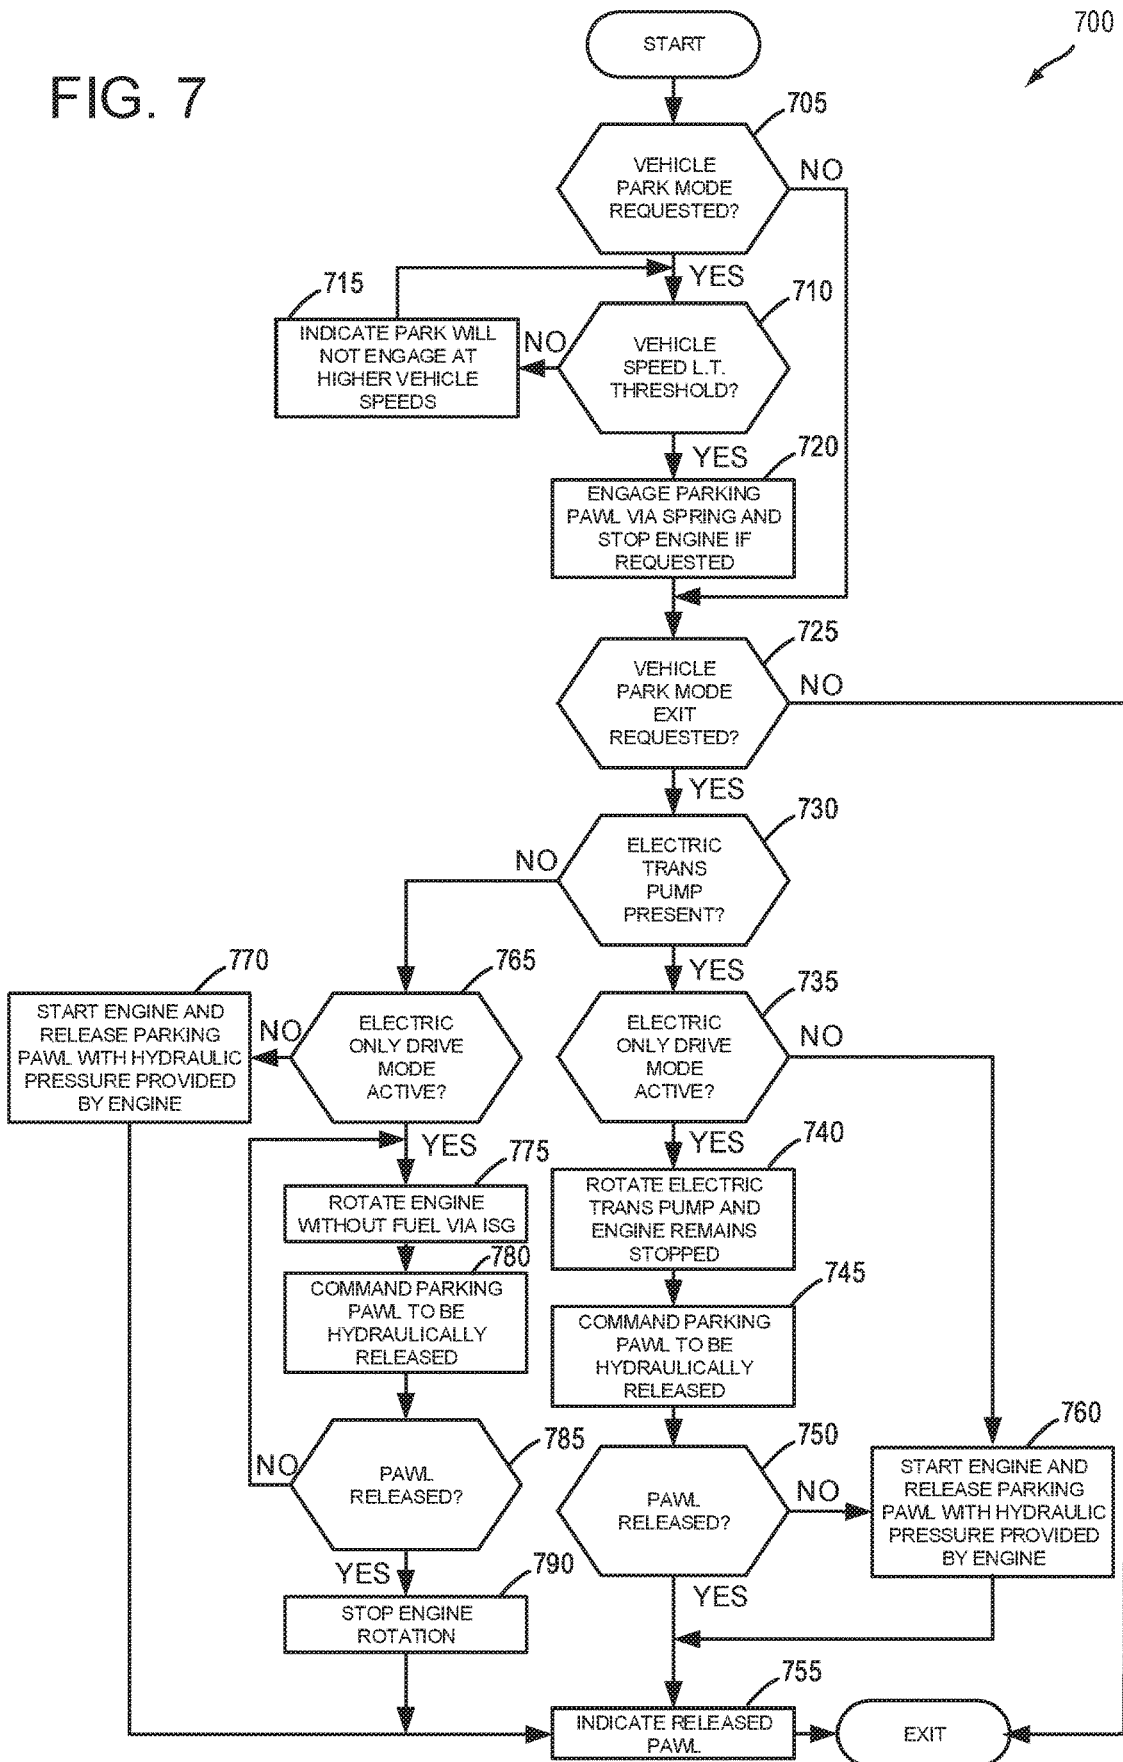 FIG. 7
700
START
705
VEHICLE
PARK MODE
REQUESTED?
NO
YES
715
INDICATE PARK WILL
NOT ENGAGE AT
HIGHER VEHICLE
SPEEDS
NO
710
VEHICLE
SPEED L.T.
THRESHOLD?
YES
720
ENGAGE PARKING
PAWL VIA SPRING AND
STOP ENGINE IF
REQUESTED
725
VEHICLE
PARK MODE
EXIT
REQUESTED?
NO
YES
730
ELECTRIC
TRANS
PUMP
PRESENT?
NO
YES
770
START ENGINE AND
RELEASE PARKING
PAWL WITH HYDRAULIC
PRESSURE PROVIDED
BY ENGINE
NO
765
ELECTRIC
ONLY DRIVE
MODE
ACTIVE?
YES
735
ELECTRIC
ONLY DRIVE
MODE
ACTIVE?
NO
YES
775
ROTATE ENGINE
WITHOUT FUEL VIA ISG
740
ROTATE ELECTRIC
TRANS PUMP AND
ENGINE REMAINS
STOPPED
780
COMMAND PARKING
PAWL TO BE
HYDRAULICALLY
RELEASED
745
COMMAND PARKING
PAWL TO BE
HYDRAULICALLY
RELEASED
785
PAWL
RELEASED?
NO
YES
750
PAWL
RELEASED?
NO
YES
760
START ENGINE AND
RELEASE PARKING
PAWL WITH HYDRAULIC
PRESSURE PROVIDED
BY ENGINE
790
STOP ENGINE
ROTATION
755
INDICATE RELEASED
PAWL
EXIT